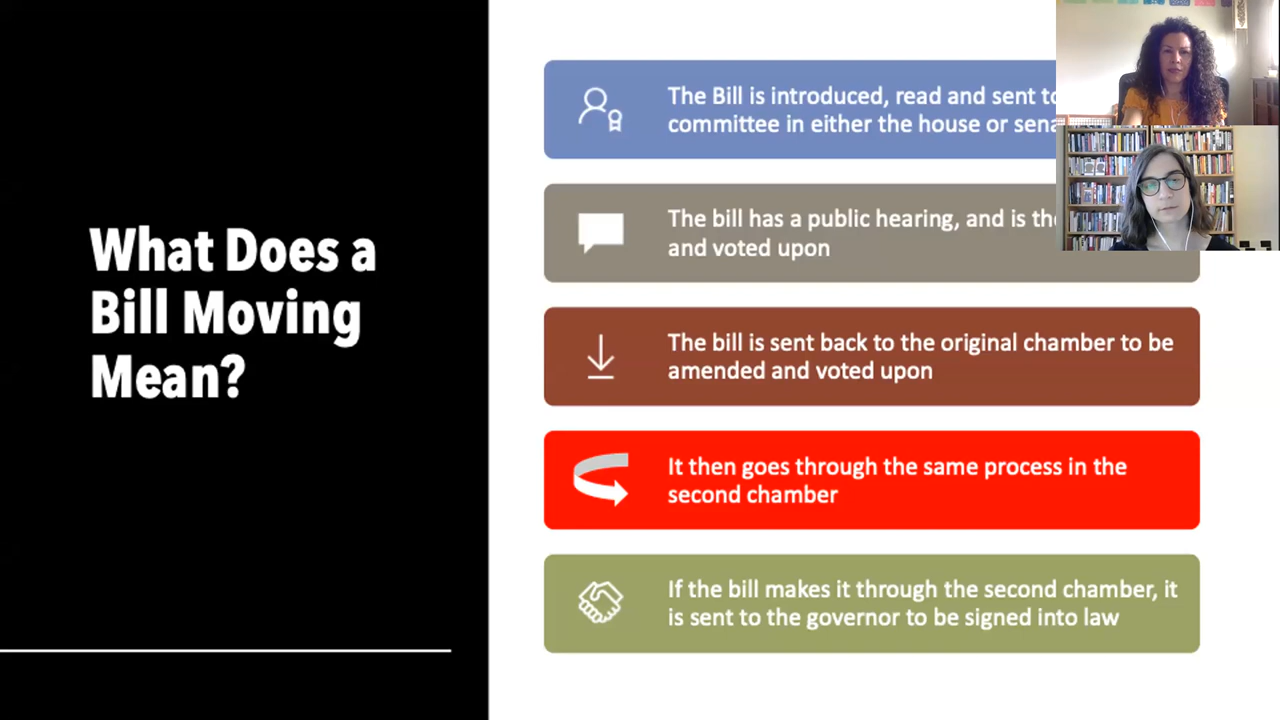 What Does a
Bill Moving
Mean?
The Bill is introduced, read and sent to
committee in either the house or
The bill has a public hearing, and is
and voted upon
The bill is sent back to the original chamber to be
amended and voted upon
It then goes through the same process in the
second chamber
If the bill makes it through the second chamber, it
is sent to the governor to be signed into law